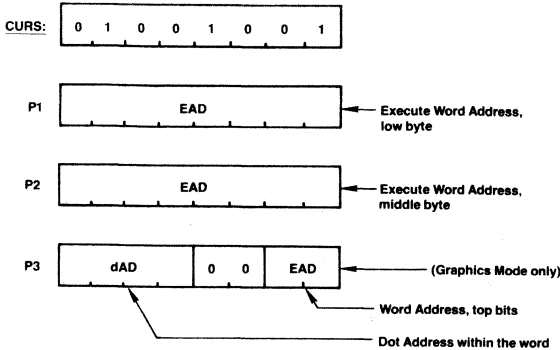 CURS: 0 1 0 0 1 0 0 1
P1 EAD Execute Word Address,
low byte
P2 EAD Execute Word Address,
middle byte
P3 dAD 0 0 EAD (Graphics Mode only)
Word Address, top bits
Dot Address within the word